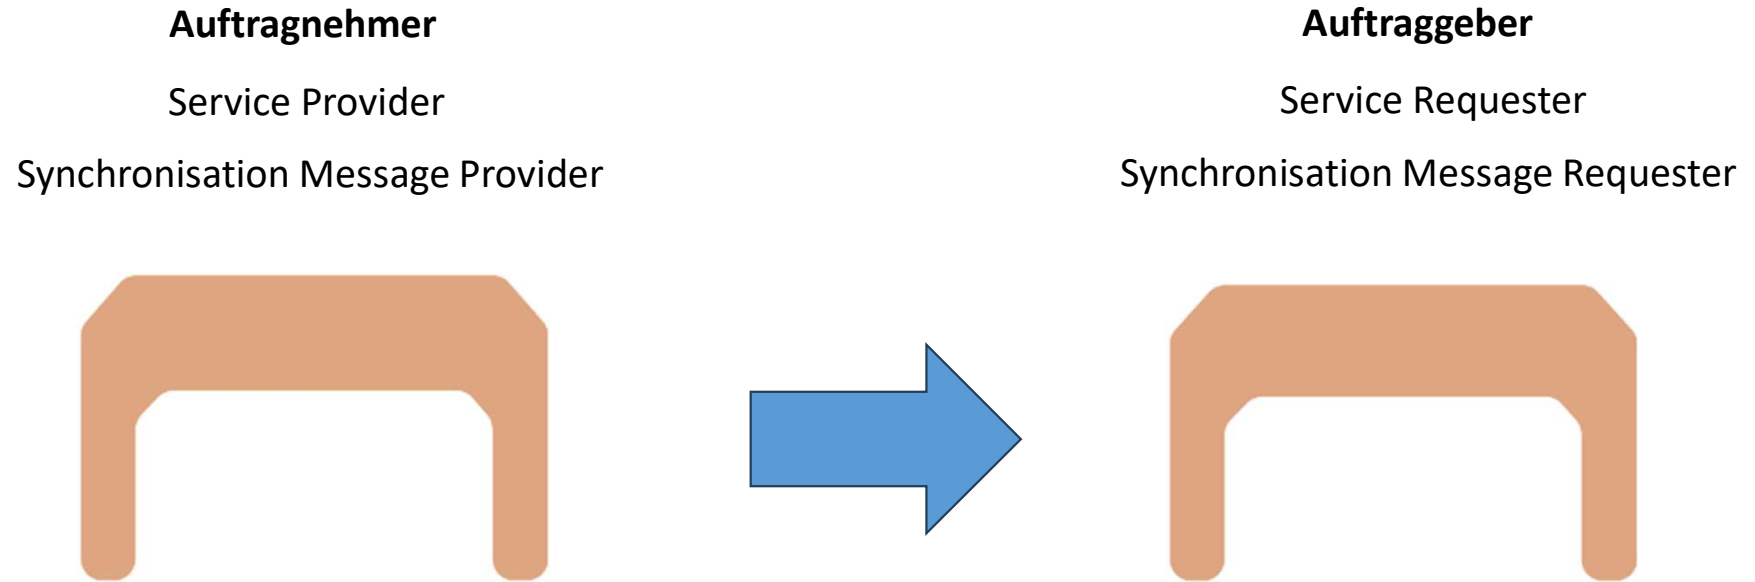 Auftragnehmer
Service Provider
Synchronisation Message Provider
Auftraggeber
Service Requester
Synchronisation Message Requester